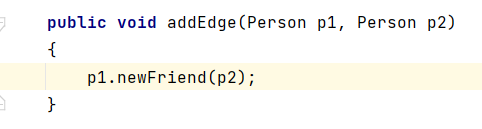 public void addEdge(Person p1, Person p2)
{
    p1.newFriend(p2);
}